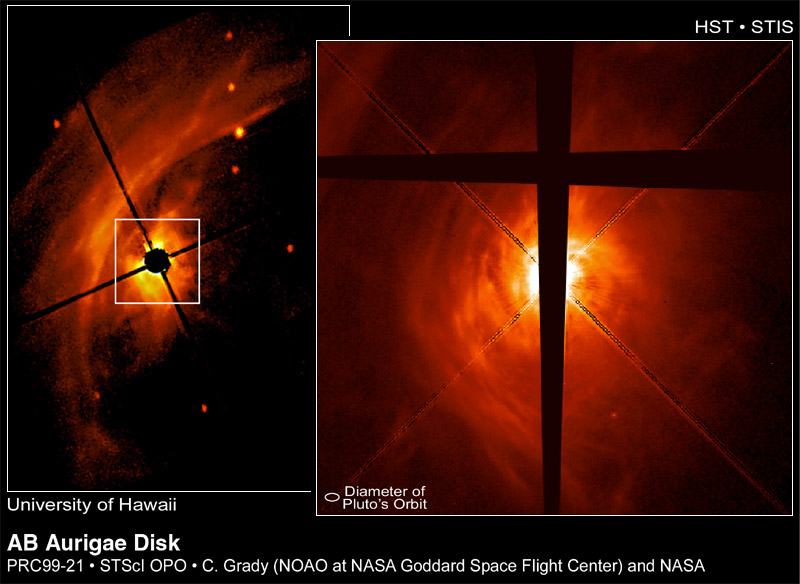 HST • STIS
Diameter of
Pluto's Orbit
University of Hawaii
AB Aurigae Disk
PRC99-21 • STScI OPO • C. Grady (NOAO at NASA Goddard Space Flight Center) and NASA